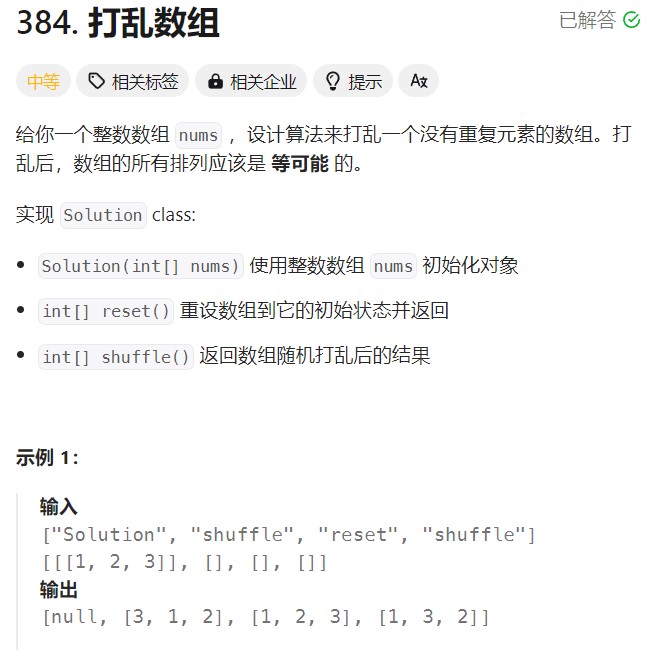 384. 打乱数组
已解答
中等 相关标签 相关企业 提示 Aあ
给你一个整数数组 nums ，设计算法来打乱一个没有重复元素的数组。打
乱后，数组的所有排列应该是 等可能 的。
实现 Solution class:
• Solution(int[] nums) 使用整数数组 nums 初始化对象
• int[] reset() 重设数组到它的初始状态并返回
• int[] shuffle() 返回数组随机打乱后的结果
示例 1：
输入
["Solution", "shuffle", "reset", "shuffle"]
[[[1, 2, 3]], [], [], []]
输出
[null, [3, 1, 2], [1, 2, 3], [1, 3, 2]]